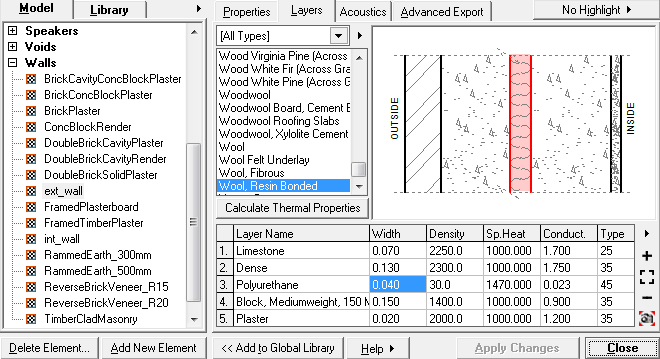 Model
Library
Speakers
Voids
Walls
BrickCavityConcBlockPlaster
BrickConcBlockPlaster
BrickPlaster
ConcBlockRender
DoubleBrickCavityPlaster
DoubleBrickCavityRender
DoubleBrickSolidPlaster
ext_wall
FramedPlasterboard
FramedTimberPlaster
int_wall
RammedEarth_300mm
RammedEarth_500mm
ReverseBrickVeneer_R15
ReverseBrickVeneer_R20
TimberCladMasonry
Delete Element...
Add New Element
Properties
Layers
Acoustics
Advanced Export
No Highlight
[All Types]
Wood Virginia Pine (Across
Wood White Fir (Across Gra
Wood White Pine (Across G
Woodwool
Woodwool Board, Cement B
Woodwool Roofing Slabs
Woodwool, Xylolite Cement
Wool
Wool Felt Underlay
Wool, Fibrous
Wool, Resin Bonded
Calculate Thermal Properties
OUTSIDE
INSIDE
Layer Name Width Density Sp.Heat Conduct. Type
1. Limestone 0.070 2250.0 1000.000 1.700 25
2. Dense 0.130 2300.0 1000.000 1.750 35
3. Polyurethane 0.040 30.0 1470.000 0.023 45
4. Block, Mediumweight, 150 M 0.150 1400.0 1000.000 0.900 35
5. Plaster 0.020 2000.0 1000.000 1.200 35
<< Add to Global Library
Help
Apply Changes
Close